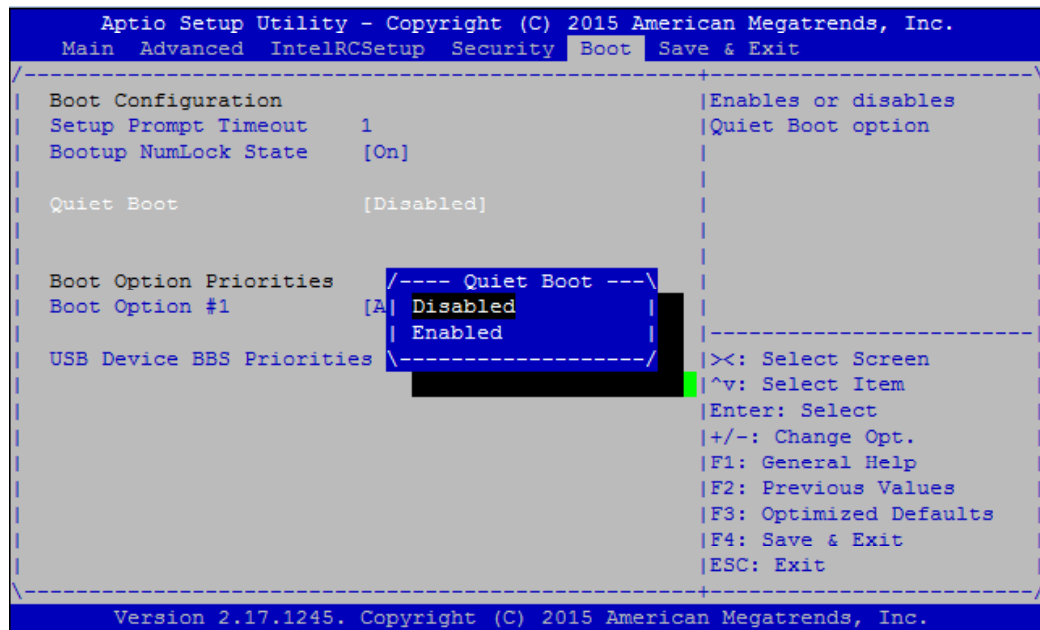 Aptio Setup Utility - Copyright (C) 2015 American Megatrends, Inc.
Main Advanced IntelRCSetup Security Boot Save & Exit
/----------------------------------------------------+-------------------------\
| Boot Configuration |Enables or disables |
| Setup Prompt Timeout 1 |Quiet Boot option |
| Bootup NumLock State [On] | |
| | |
| Quiet Boot [Disabled] | |
| | |
| | |
| Boot Option Priorities /---- Quiet Boot ---\ | |
| Boot Option #1 [A| Disabled | | |
| | Enabled | |-------------------------|
| USB Device BBS Priorities \-------------------/ |><: Select Screen |
| |^v: Select Item |
| |Enter: Select |
| |+/-: Change Opt. |
| |F1: General Help |
| |F2: Previous Values |
| |F3: Optimized Defaults |
| |F4: Save & Exit |
| |ESC: Exit |
\----------------------------------------------------+-------------------------/
Version 2.17.1245. Copyright (C) 2015 American Megatrends, Inc.